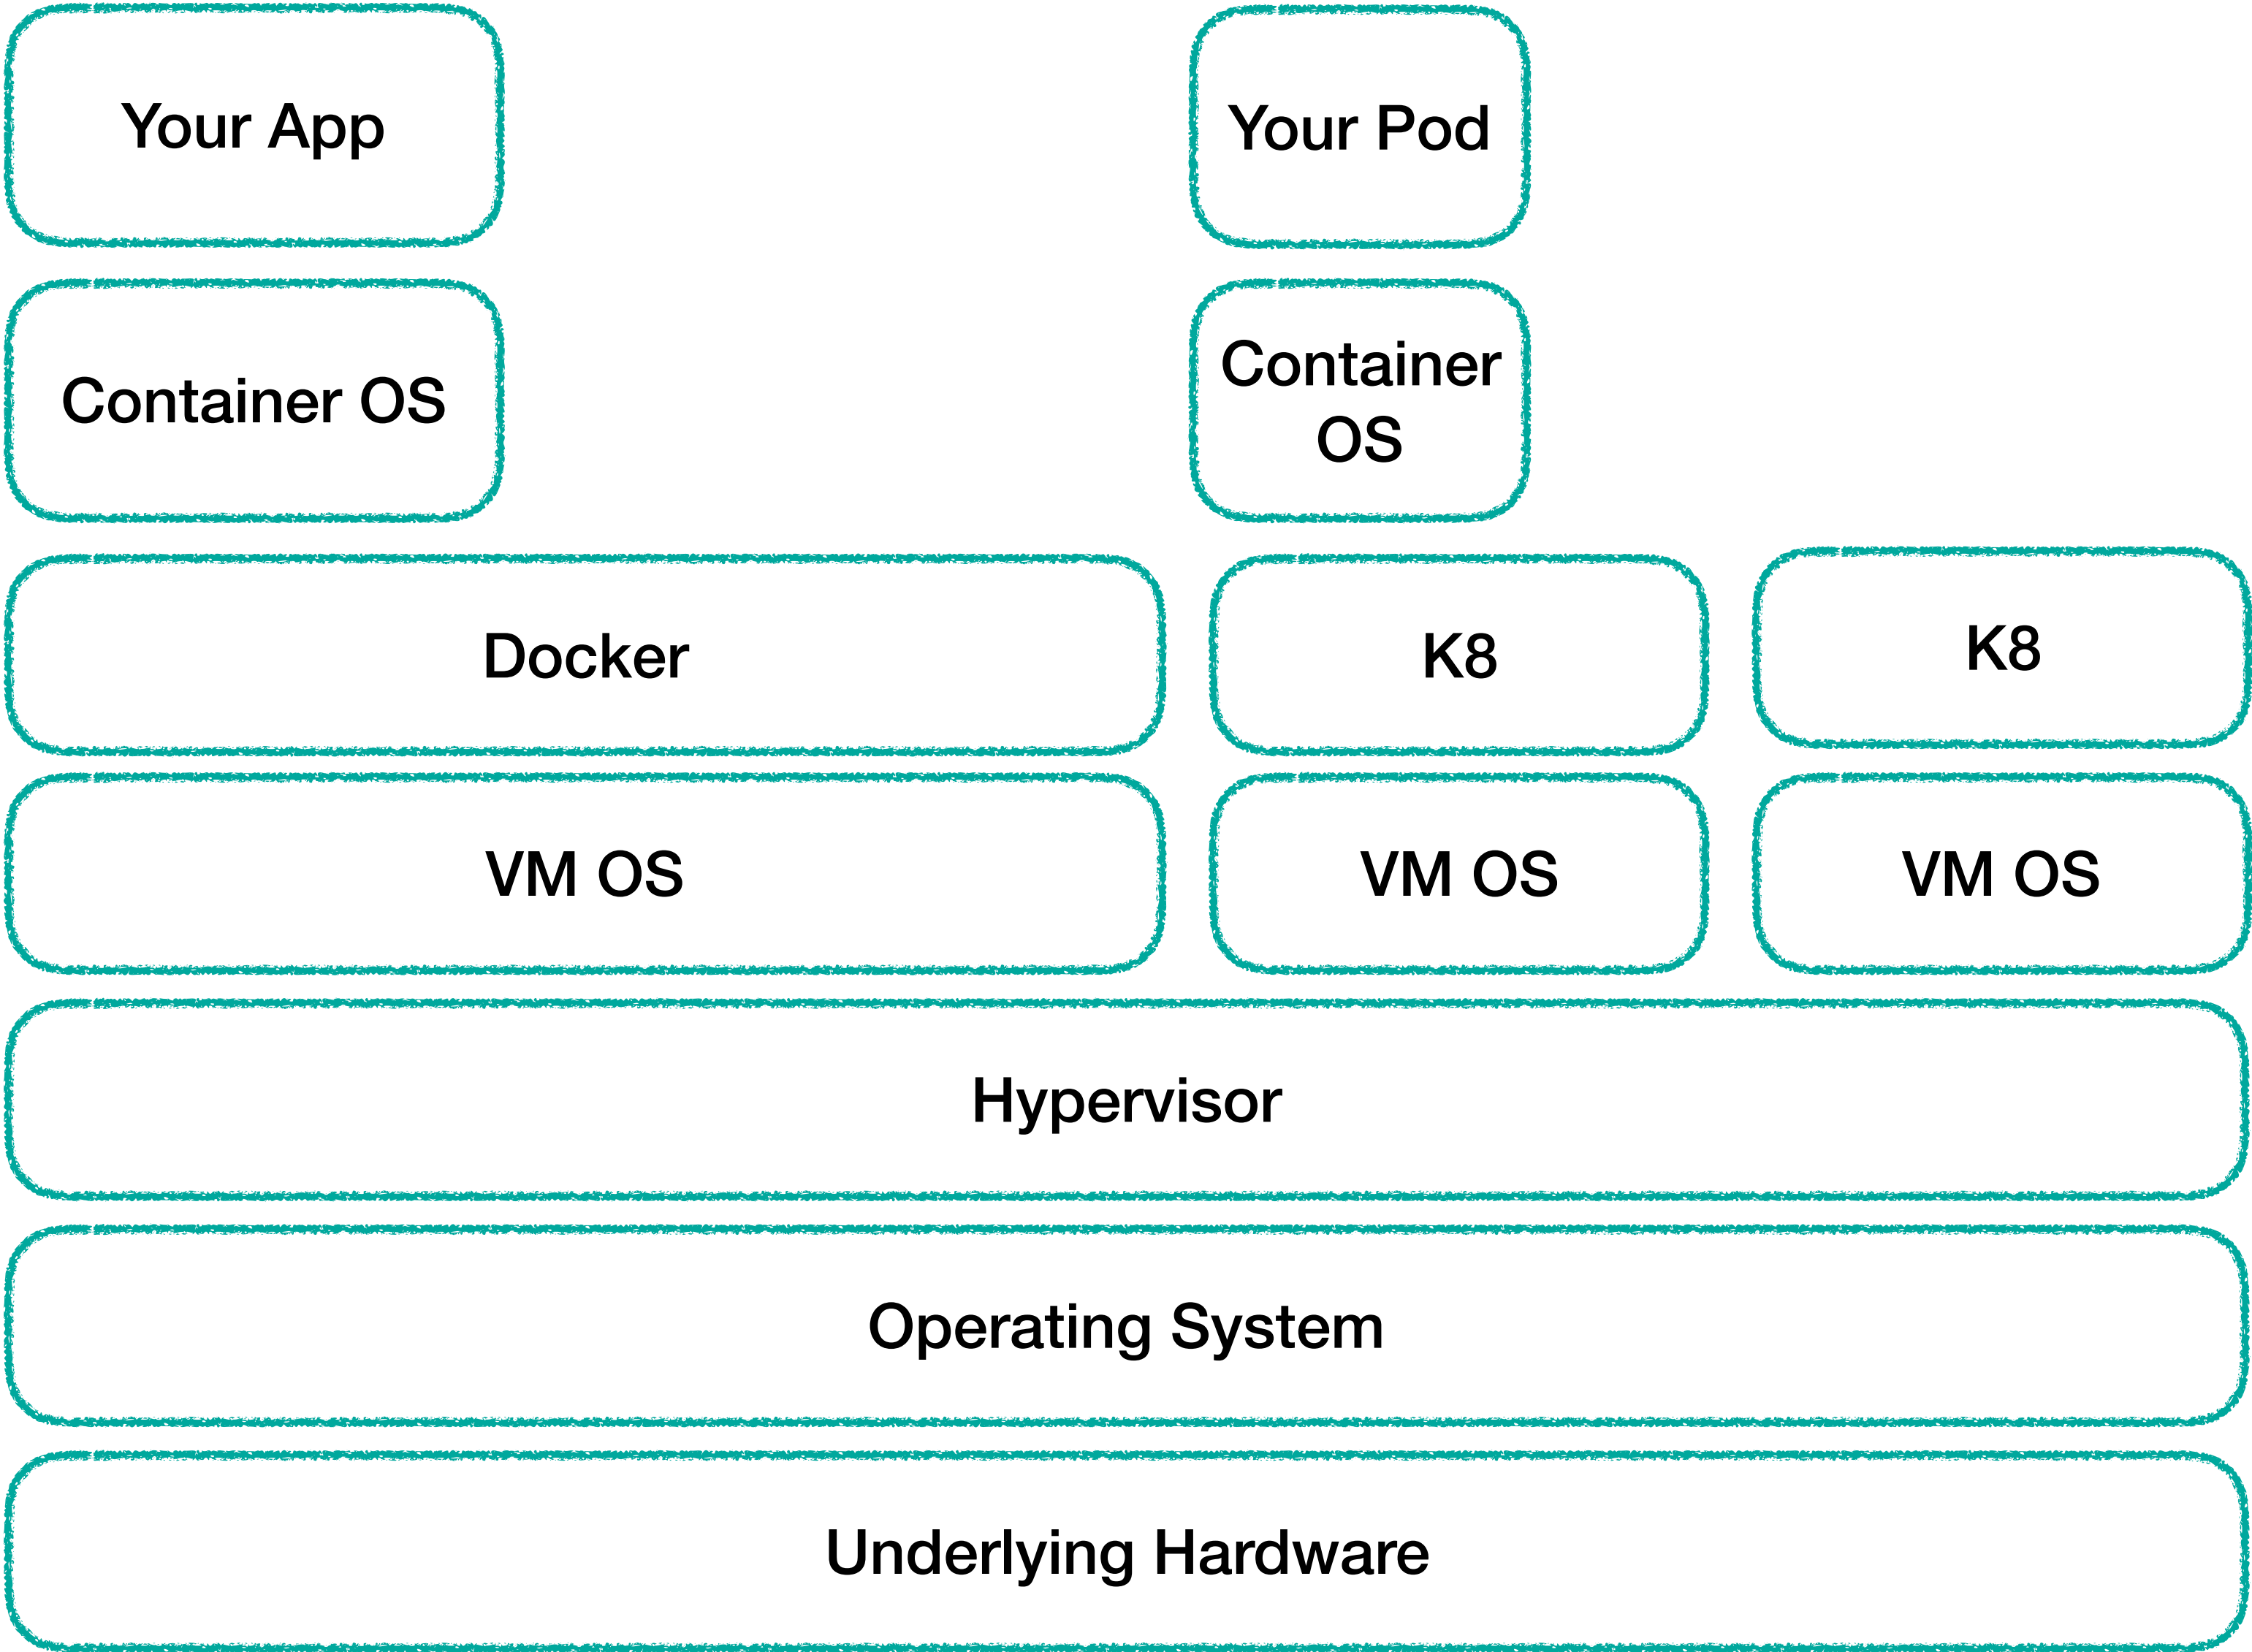 Your App
Your Pod
Container OS
Container
OS
Docker
K8
K8
VM OS
VM OS
VM OS
Hypervisor
Operating System
Underlying Hardware